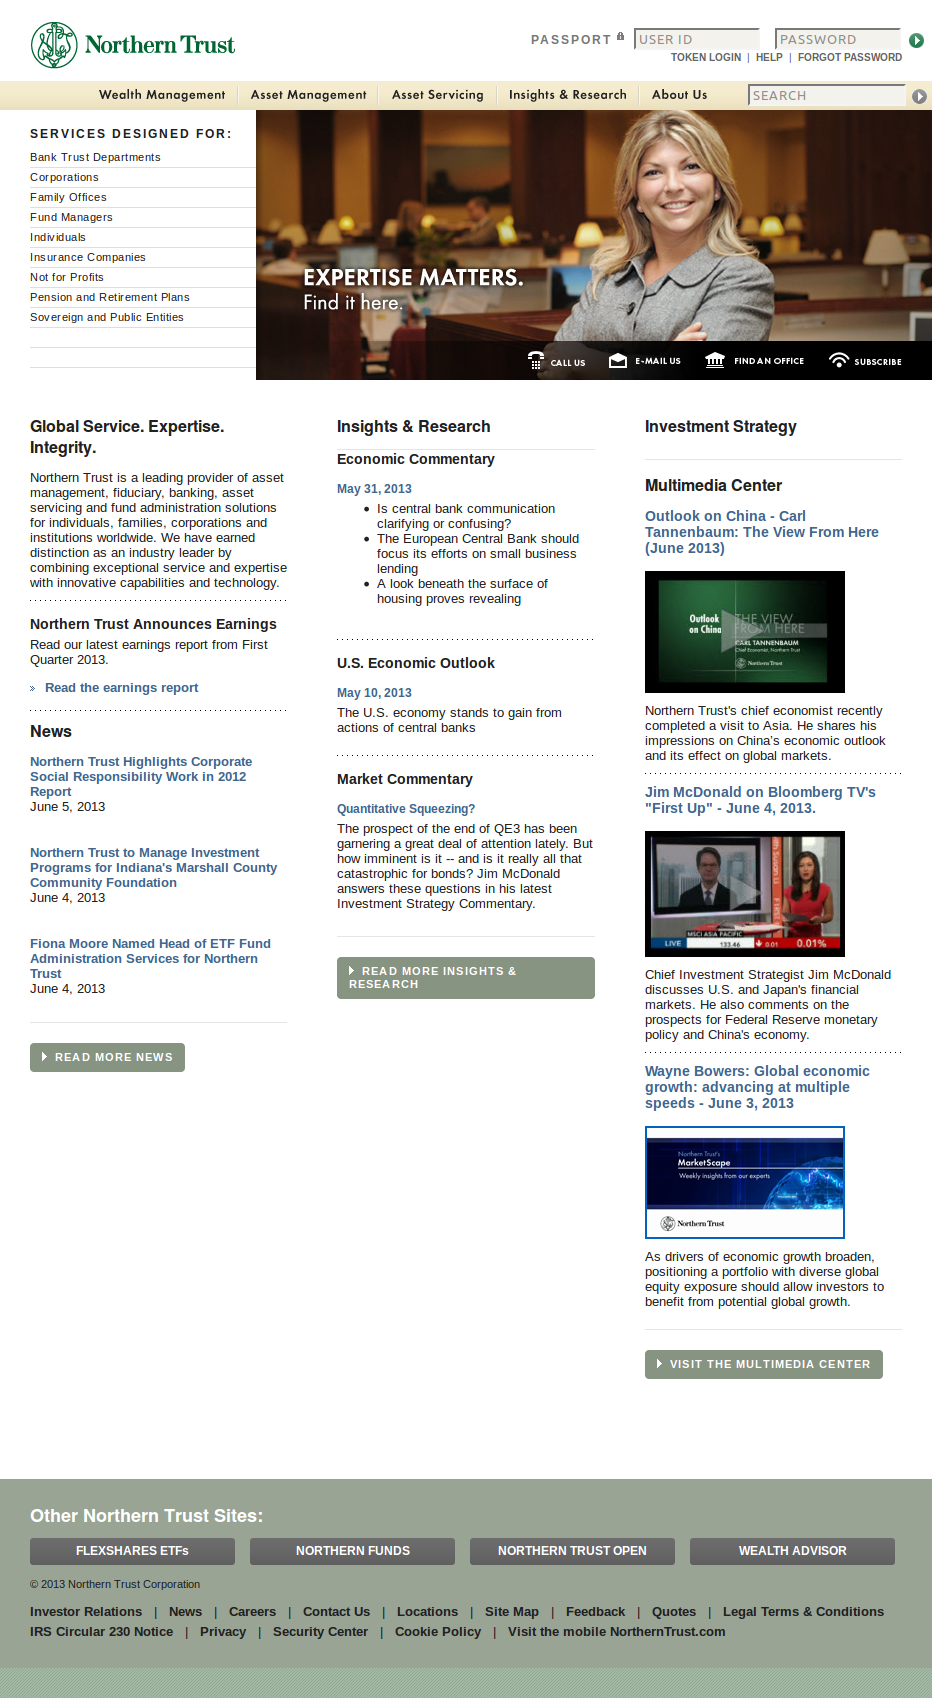 Northern Trust
PASSPORT
USER ID
PASSWORD
TOKEN LOGIN | HELP | FORGOT PASSWORD
Wealth Management
Asset Management
Asset Servicing
Insights & Research
About Us
SEARCH
SERVICES DESIGNED FOR:
Bank Trust Departments
Corporations
Family Offices
Fund Managers
Individuals
Insurance Companies
Not for Profits
Pension and Retirement Plans
Sovereign and Public Entities
EXPERTISE MATTERS.
Find it here.
CALL US
E-MAIL US
FIND AN OFFICE
SUBSCRIBE
Global Service. Expertise.
Integrity.
Northern Trust is a leading provider of asset
management, fiduciary, banking, asset
servicing and fund administration solutions
for individuals, families, corporations and
institutions worldwide. We have earned
distinction as an industry leader by
combining exceptional service and expertise
with innovative capabilities and technology.
Northern Trust Announces Earnings
Read our latest earnings report from First
Quarter 2013.
» Read the earnings report
News
Northern Trust Highlights Corporate
Social Responsibility Work in 2012
Report
June 5, 2013
Northern Trust to Manage Investment
Programs for Indiana's Marshall County
Community Foundation
June 4, 2013
Fiona Moore Named Head of ETF Fund
Administration Services for Northern
Trust
June 4, 2013
READ MORE NEWS
Insights & Research
Economic Commentary
May 31, 2013
• Is central bank communication
clarifying or confusing?
• The European Central Bank should
focus its efforts on small business
lending
• A look beneath the surface of
housing proves revealing
U.S. Economic Outlook
May 10, 2013
The U.S. economy stands to gain from
actions of central banks
Market Commentary
Quantitative Squeezing?
The prospect of the end of QE3 has been
garnering a great deal of attention lately. But
how imminent is it -- and is it really all that
catastrophic for bonds? Jim McDonald
answers these questions in his latest
Investment Strategy Commentary.
READ MORE INSIGHTS &
RESEARCH
Investment Strategy
Multimedia Center
Outlook on China - Carl
Tannenbaum: The View From Here
(June 2013)
Outlook
on China
THE VIEW
FROM HERE
CARL TANNENBAUM
Chief Economist, Northern Trust
Northern Trust
Northern Trust's chief economist recently
completed a visit to Asia. He shares his
impressions on China's economic outlook
and its effect on global markets.
Jim McDonald on Bloomberg TV's
"First Up" - June 4, 2013.
MSCI ASIA PACIFIC
LIVE
133.46
0.01
0.01%
Chief Investment Strategist Jim McDonald
discusses U.S. and Japan's financial
markets. He also comments on the
prospects for Federal Reserve monetary
policy and China's economy.
Wayne Bowers: Global economic
growth: advancing at multiple
speeds - June 3, 2013
Northern Trust's
MarketScape
Weekly insights from our experts
Northern Trust
As drivers of economic growth broaden,
positioning a portfolio with diverse global
equity exposure should allow investors to
benefit from potential global growth.
VISIT THE MULTIMEDIA CENTER
Other Northern Trust Sites:
FLEXSHARES ETFs
NORTHERN FUNDS
NORTHERN TRUST OPEN
WEALTH ADVISOR
© 2013 Northern Trust Corporation
Investor Relations | News | Careers | Contact Us | Locations | Site Map | Feedback | Quotes | Legal Terms & Conditions
IRS Circular 230 Notice | Privacy | Security Center | Cookie Policy | Visit the mobile NorthernTrust.com